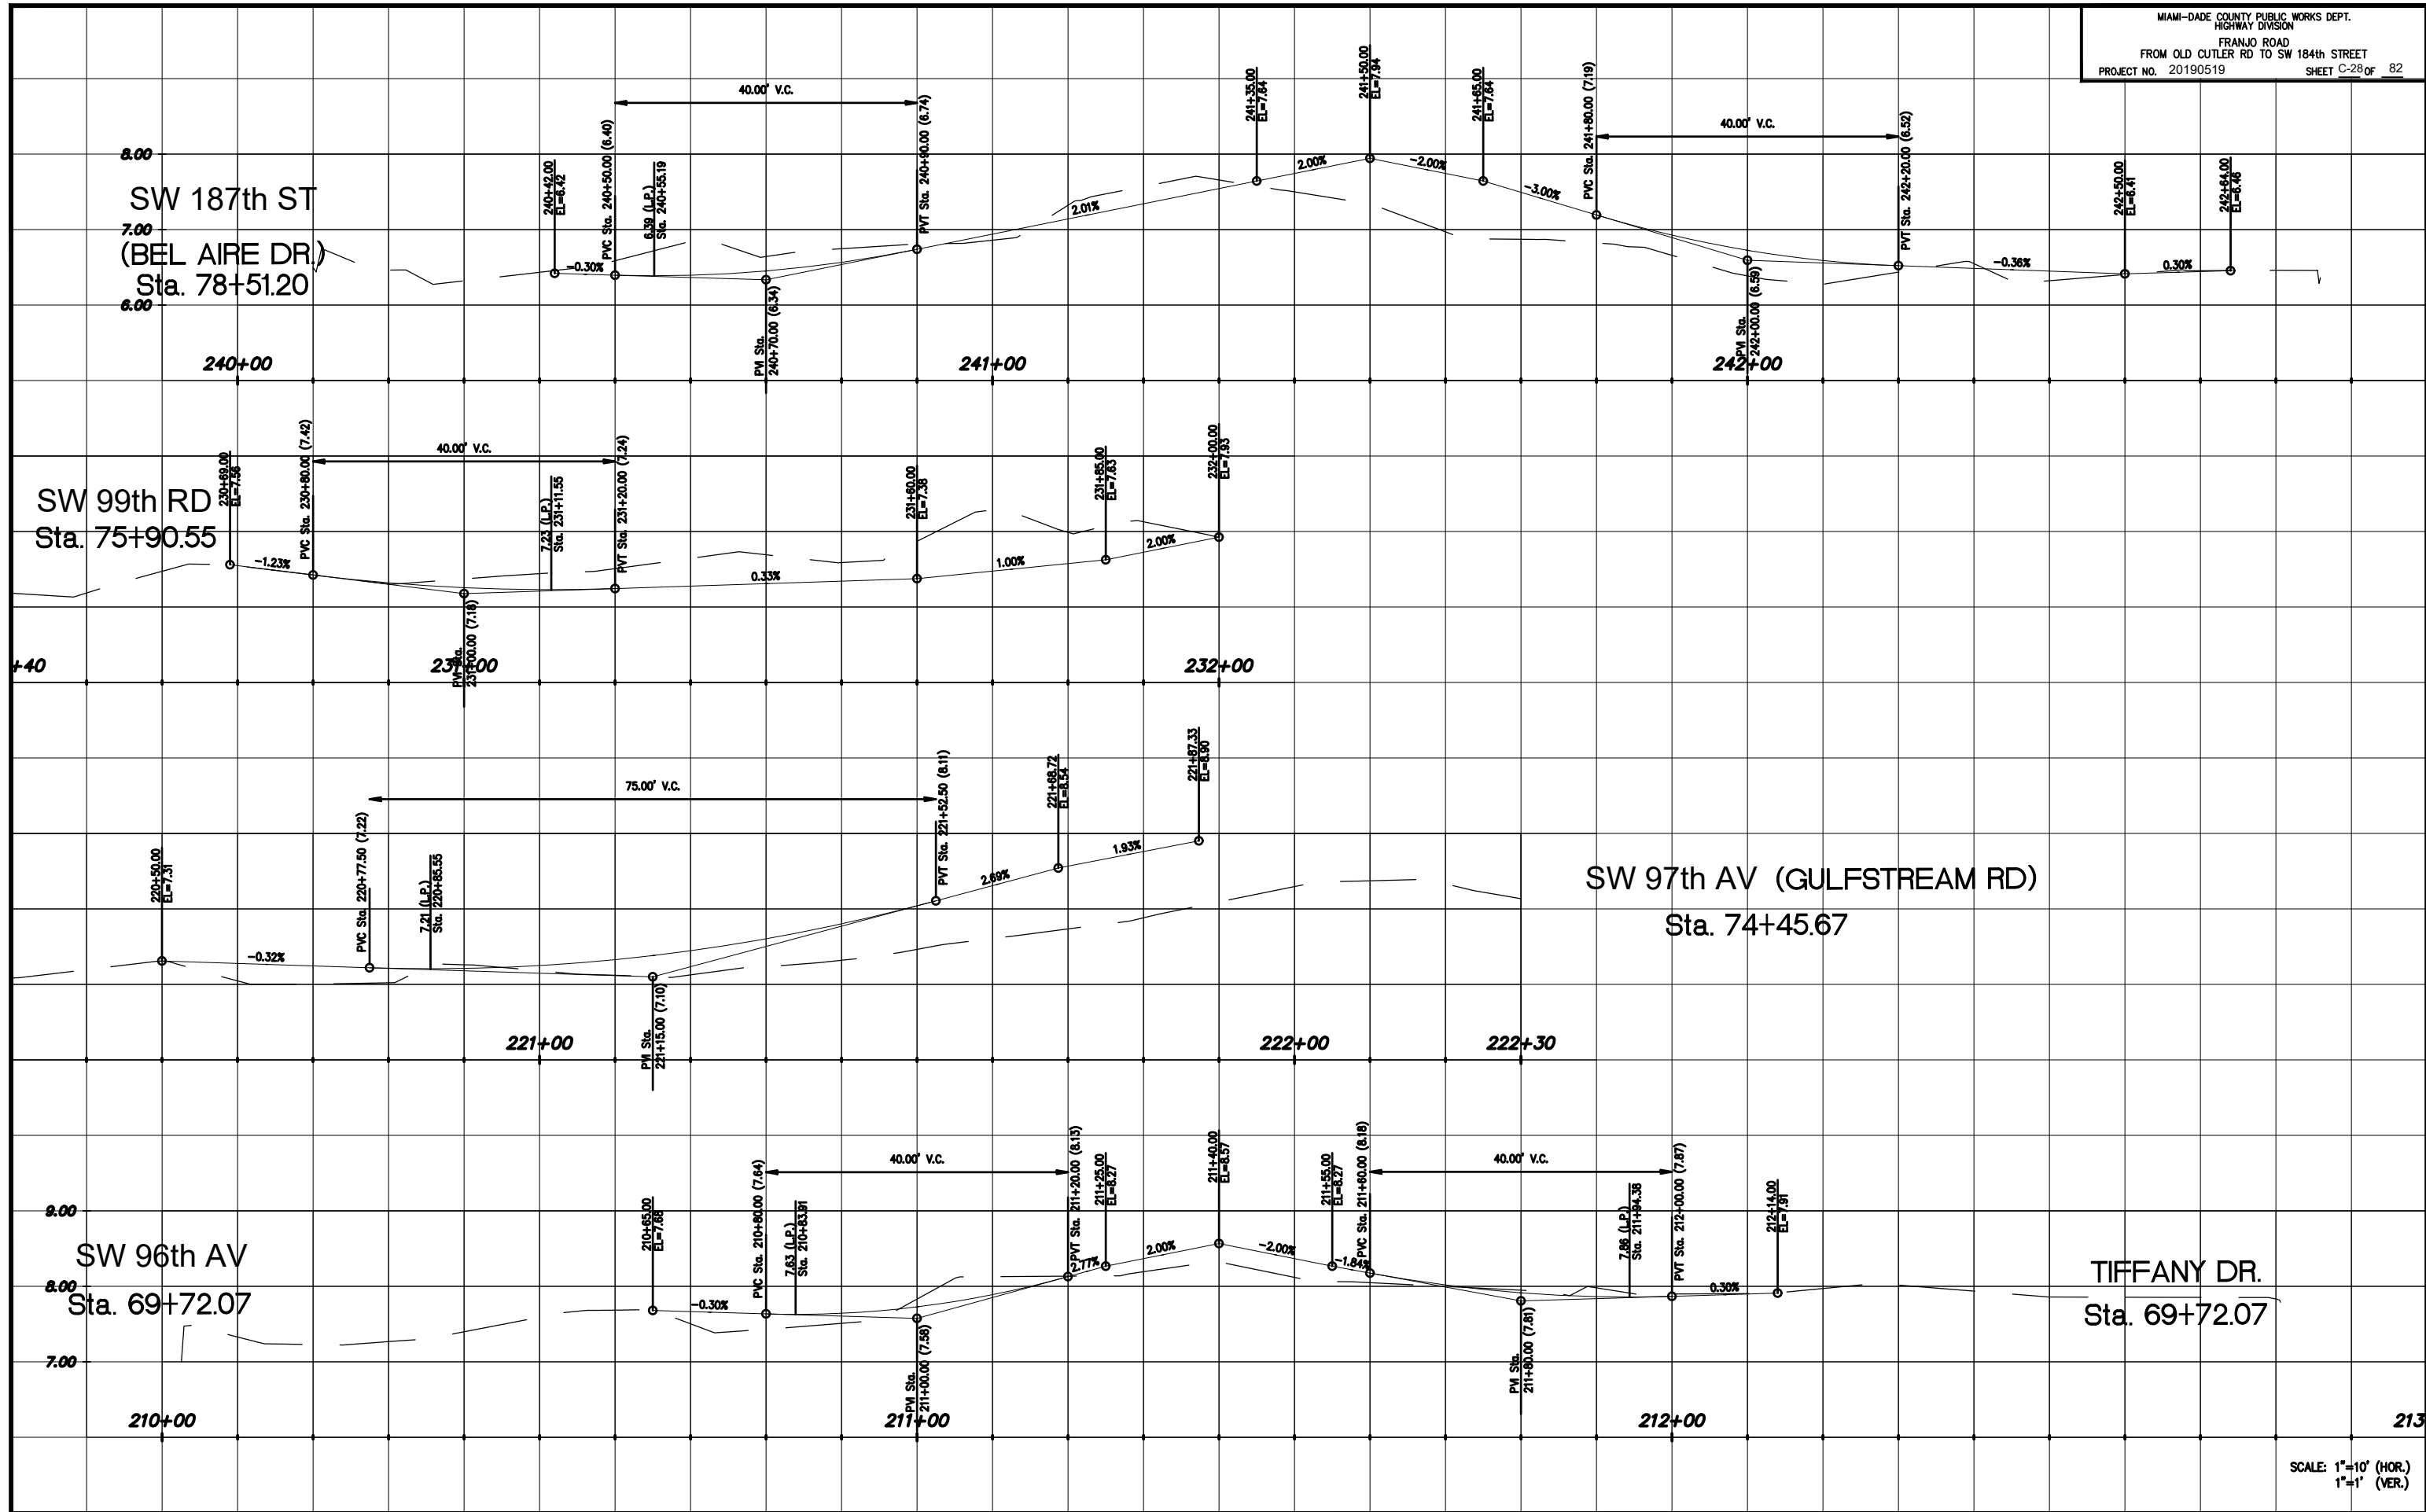 MIAMI-DADE COUNTY PUBLIC WORKS DEPT.
HIGHWAY DIVISION
FRANJO ROAD
FROM OLD CUTLER RD TO SW 184th STREET
PROJECT NO. 20190519 SHEET C-28 OF 82
SW 187th ST
(BEL AIRE DR.)
Sta. 78+51.20
8.00
7.00
6.00
240+42.00
EL=6.42
-0.30%
PVC Sta. 240+50.00 (6.40)
40.00' V.C.
6.39 (L.P.)
Sta. 240+55.19
PVI Sta.
240+70.00 (6.34)
PVT Sta. 240+90.00 (6.74)
2.01%
241+35.00
EL=7.64
2.00%
241+50.00
EL=7.94
-2.00%
241+65.00
EL=7.64
-3.00%
PVC Sta. 241+80.00 (7.19)
40.00' V.C.
PVI Sta.
242+00.00 (6.59)
PVT Sta. 242+20.00 (6.52)
-0.36%
242+50.00
EL=6.41
0.30%
242+64.00
EL=6.46
240+00
241+00
242+00
SW 99th RD
Sta. 75+90.55
230+69.00
EL=7.56
-1.23%
PVC Sta. 230+80.00 (7.42)
40.00' V.C.
PVI Sta.
231+00.00 (7.18)
7.23 (L.P.)
Sta. 231+11.55
PVT Sta. 231+20.00 (7.24)
0.33%
231+60.00
EL=7.38
1.00%
231+85.00
EL=7.63
2.00%
232+00.00
EL=7.93
+40
231+00
232+00
220+50.00
EL=7.31
-0.32%
PVC Sta. 220+77.50 (7.22)
75.00' V.C.
7.21 (L.P.)
Sta. 220+85.55
PVI Sta.
221+15.00 (7.10)
PVT Sta. 221+52.50 (8.11)
2.69%
221+68.72
EL=8.54
1.93%
221+87.33
EL=8.90
SW 97th AV (GULFSTREAM RD)
Sta. 74+45.67
221+00
222+00
222+30
SW 96th AV
Sta. 69+72.07
9.00
8.00
7.00
210+65.00
EL=7.68
-0.30%
PVC Sta. 210+80.00 (7.64)
40.00' V.C.
7.63 (L.P.)
Sta. 210+83.91
PVI Sta.
211+00.00 (7.58)
PVT Sta. 211+20.00 (8.13)
2.77%
211+25.00
EL=8.27
2.00%
211+40.00
EL=8.57
-2.00%
211+55.00
EL=8.27
-1.84%
PVC Sta. 211+60.00 (8.18)
40.00' V.C.
PVI Sta.
211+80.00 (7.81)
7.86 (L.P.)
Sta. 211+94.38
PVT Sta. 212+00.00 (7.87)
0.30%
212+14.00
EL=7.91
TIFFANY DR.
Sta. 69+72.07
210+00
211+00
212+00
213
SCALE: 1"=10' (HOR.)
1"=1' (VER.)